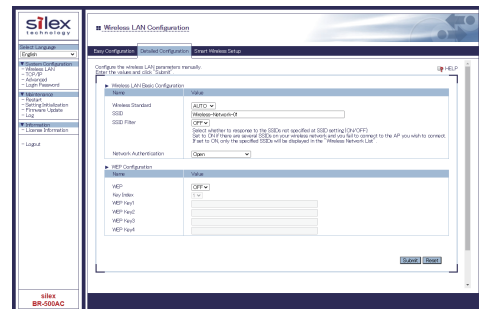 silex
technology
Select Language
English
▼ System Configuration
- Wireless LAN
- TCP/IP
- Advanced
- Login Password
▼ Maintenance
- Restart
- Setting Initialization
- Firmware Update
- Log
▼ Information
- License Information
- Logout
silex
BR-500AC
Wireless LAN Configuration
Easy Configuration Detailed Configuration Smart Wireless Setup
Configure the wireless LAN parameters manually.
Enter the values and click "Submit"
HELP
► Wireless LAN Basic Configuration
Name Value
Wireless Standard AUTO
SSID Wireless-Network-01
SSID Filter OFF
Select whether to response to the SSIDs not specified at SSID setting (ON/OFF)
Set to ON if there are several SSIDs on your wireless network and you fail to connect to the AP you wish to connect.
If set to ON, only the specified SSIDs will be displayed in the "Wireless Network List".
Network Authentication Open
► WEP Configuration
Name Value
WEP OFF
Key Index 1
WEP Key1
WEP Key2
WEP Key3
WEP Key4
Submit Reset